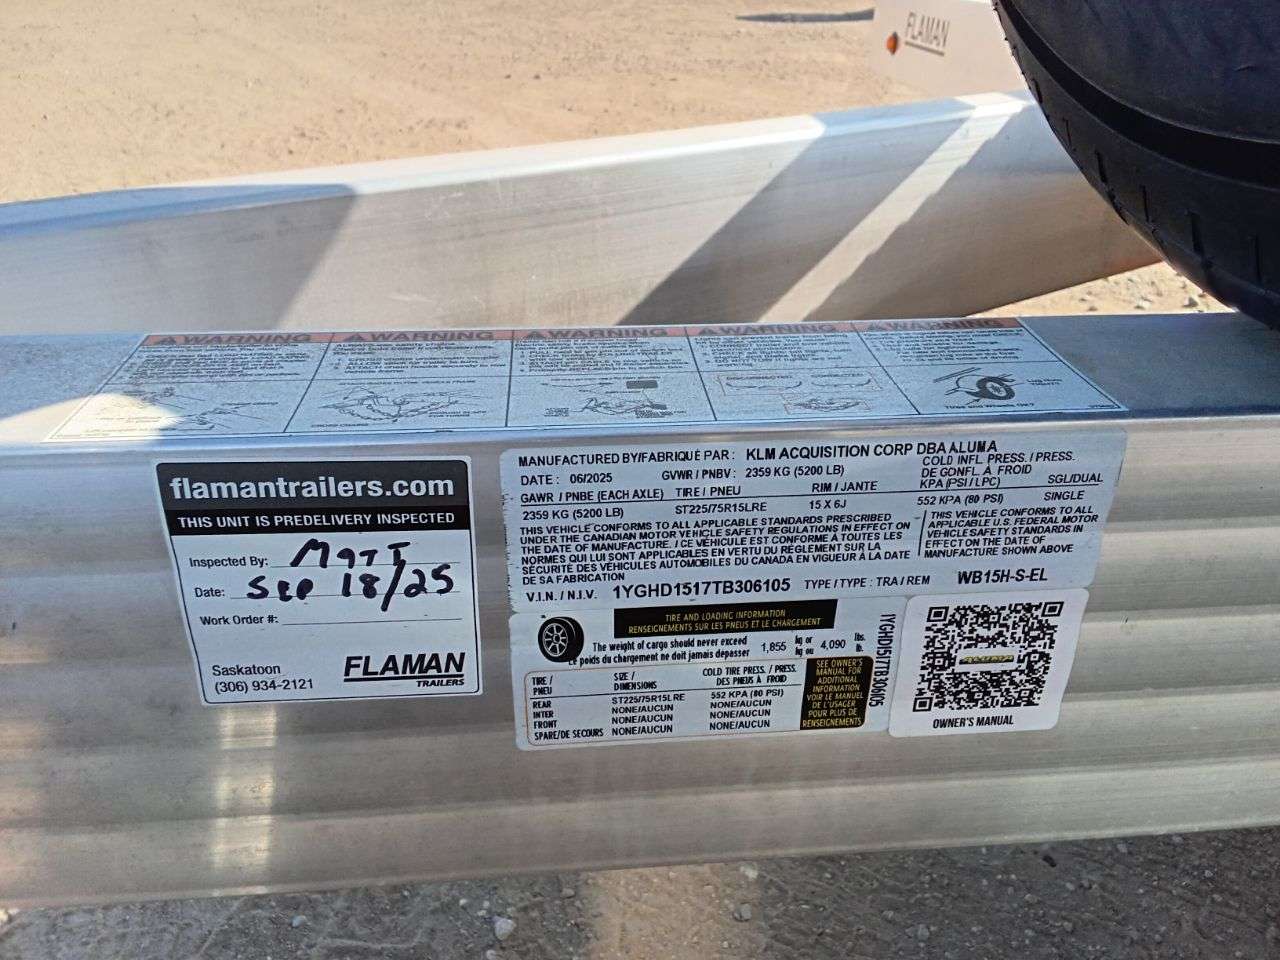 FLAMAN
WARNING WARNING WARNING WARNING WARNING
Tires and Wheels OK?
flamantrailers.com
THIS UNIT IS PREDELIVERY INSPECTED
Inspected By: MATT
Date: Sep 18/25
Work Order #:
Saskatoon
(306) 934-2121
FLAMAN
TRAILERS
MANUFACTURED BY/FABRIQUÉ PAR : KLM ACQUISITION CORP DBA ALUMA
DATE : 06/2025 GVWR / PNBV : 2359 KG (5200 LB)
COLD INFL. PRESS. / PRESS.
DE GONFL. À FROID
GAWR / PNBE (EACH AXLE) TIRE / PNEU RIM / JANTE KPA (PSI / LPC) SGL/DUAL
2359 KG (5200 LB) ST225/75R15LRE 15 X 6J 552 KPA (80 PSI) SINGLE
THIS VEHICLE CONFORMS TO ALL APPLICABLE STANDARDS PRESCRIBED
UNDER THE CANADIAN MOTOR VEHICLE SAFETY REGULATIONS IN EFFECT ON
THE DATE OF MANUFACTURE. / CE VEHICULE EST CONFORME À TOUTES LES
NORMES QUI LUI SONT APPLICABLES EN VERTU DU RÈGLEMENT SUR LA
SÉCURITE DES VÉHICULES AUTOMOBILES DU CANADA EN VIGUEUR À LA DATE
DE SA FABRICATION
THIS VEHICLE CONFORMS TO ALL
APPLICABLE U.S. FEDERAL MOTOR
VEHICLE SAFETY STANDARDS IN
EFFECT ON THE DATE OF
MANUFACTURE SHOWN ABOVE
V.I.N. / N.I.V. 1YGHD1517TB306105 TYPE / TYPE : TRA / REM WB15H-S-EL
TIRE AND LOADING INFORMATION
RENSEIGNEMENTS SUR LES PNEUS ET LE CHARGEMENT
The weight of cargo should never exceed 1,855 kg or 4,090 lbs.
Le poids du chargement ne doit jamais depasser kg ou lb.
TIRE / PNEU SIZE / DIMENSIONS COLD TIRE PRESS. / PRESS. DES PNEUS À FROID
REAR ST225/75R15LRE 552 KPA (80 PSI)
INTER NONE/AUCUN NONE/AUCUN
FRONT NONE/AUCUN NONE/AUCUN
SPARE/DE SECOURS NONE/AUCUN NONE/AUCUN
SEE OWNER'S
MANUAL FOR
ADDITIONAL
INFORMATION
VOIR LE MANUEL
DE L'USAGER
POUR PLUS DE
RENSEIGNEMENTS
1YGHD1517TB306105
OWNER'S MANUAL